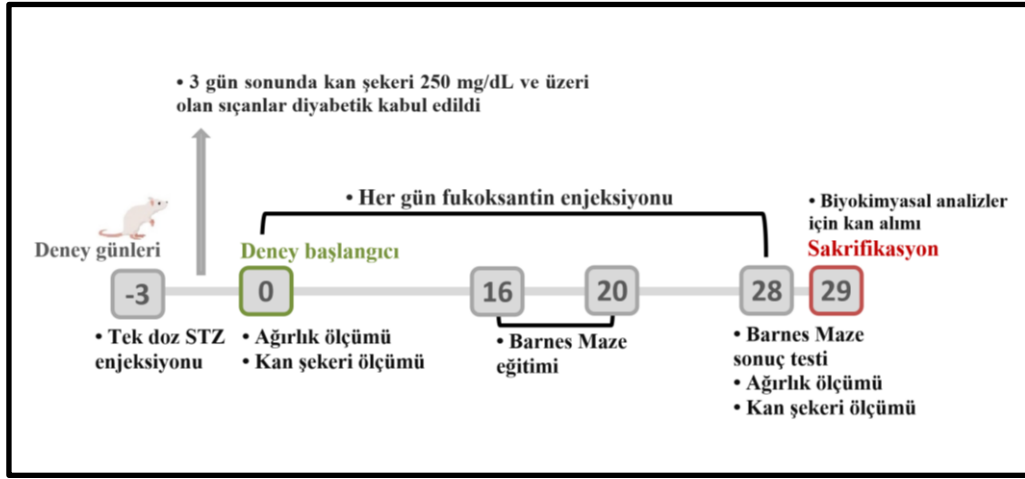 • 3 gün sonunda kan şekeri 250 mg/dL ve üzeri
olan sıçanlar diyabetik kabul edildi
• Her gün fukoksantin enjeksiyonu
• Biyokimyasal analizler
için kan alımı
Sakrifikasyon
Deney günleri
Deney başlangıcı
-3
0
16
20
28
29
• Tek doz STZ
enjeksiyonu
• Ağırlık ölçümü
• Kan şekeri ölçümü
• Barnes Maze
eğitimi
• Barnes Maze
sonuç testi
• Ağırlık ölçümü
• Kan şekeri ölçümü